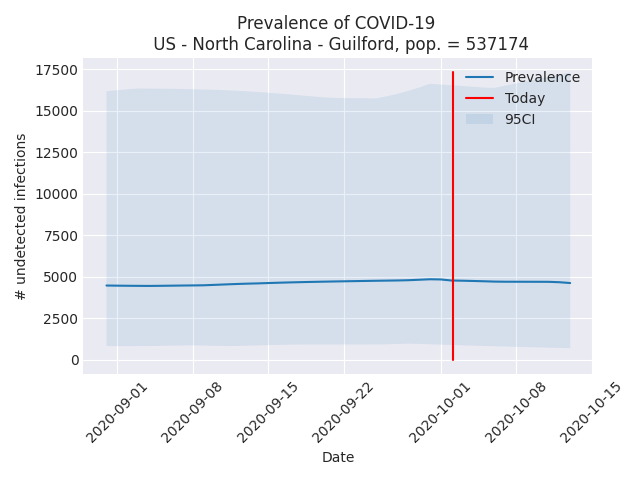 Prevalence of COVID-19
US - North Carolina - Guilford, pop. = 537174
17500
15000
12500
10000
7500
5000
2500
0
# undetected infections
Prevalence
Today
95CI
2020-09-01
2020-09-08
2020-09-15
2020-09-22
2020-10-01
2020-10-08
2020-10-15
Date